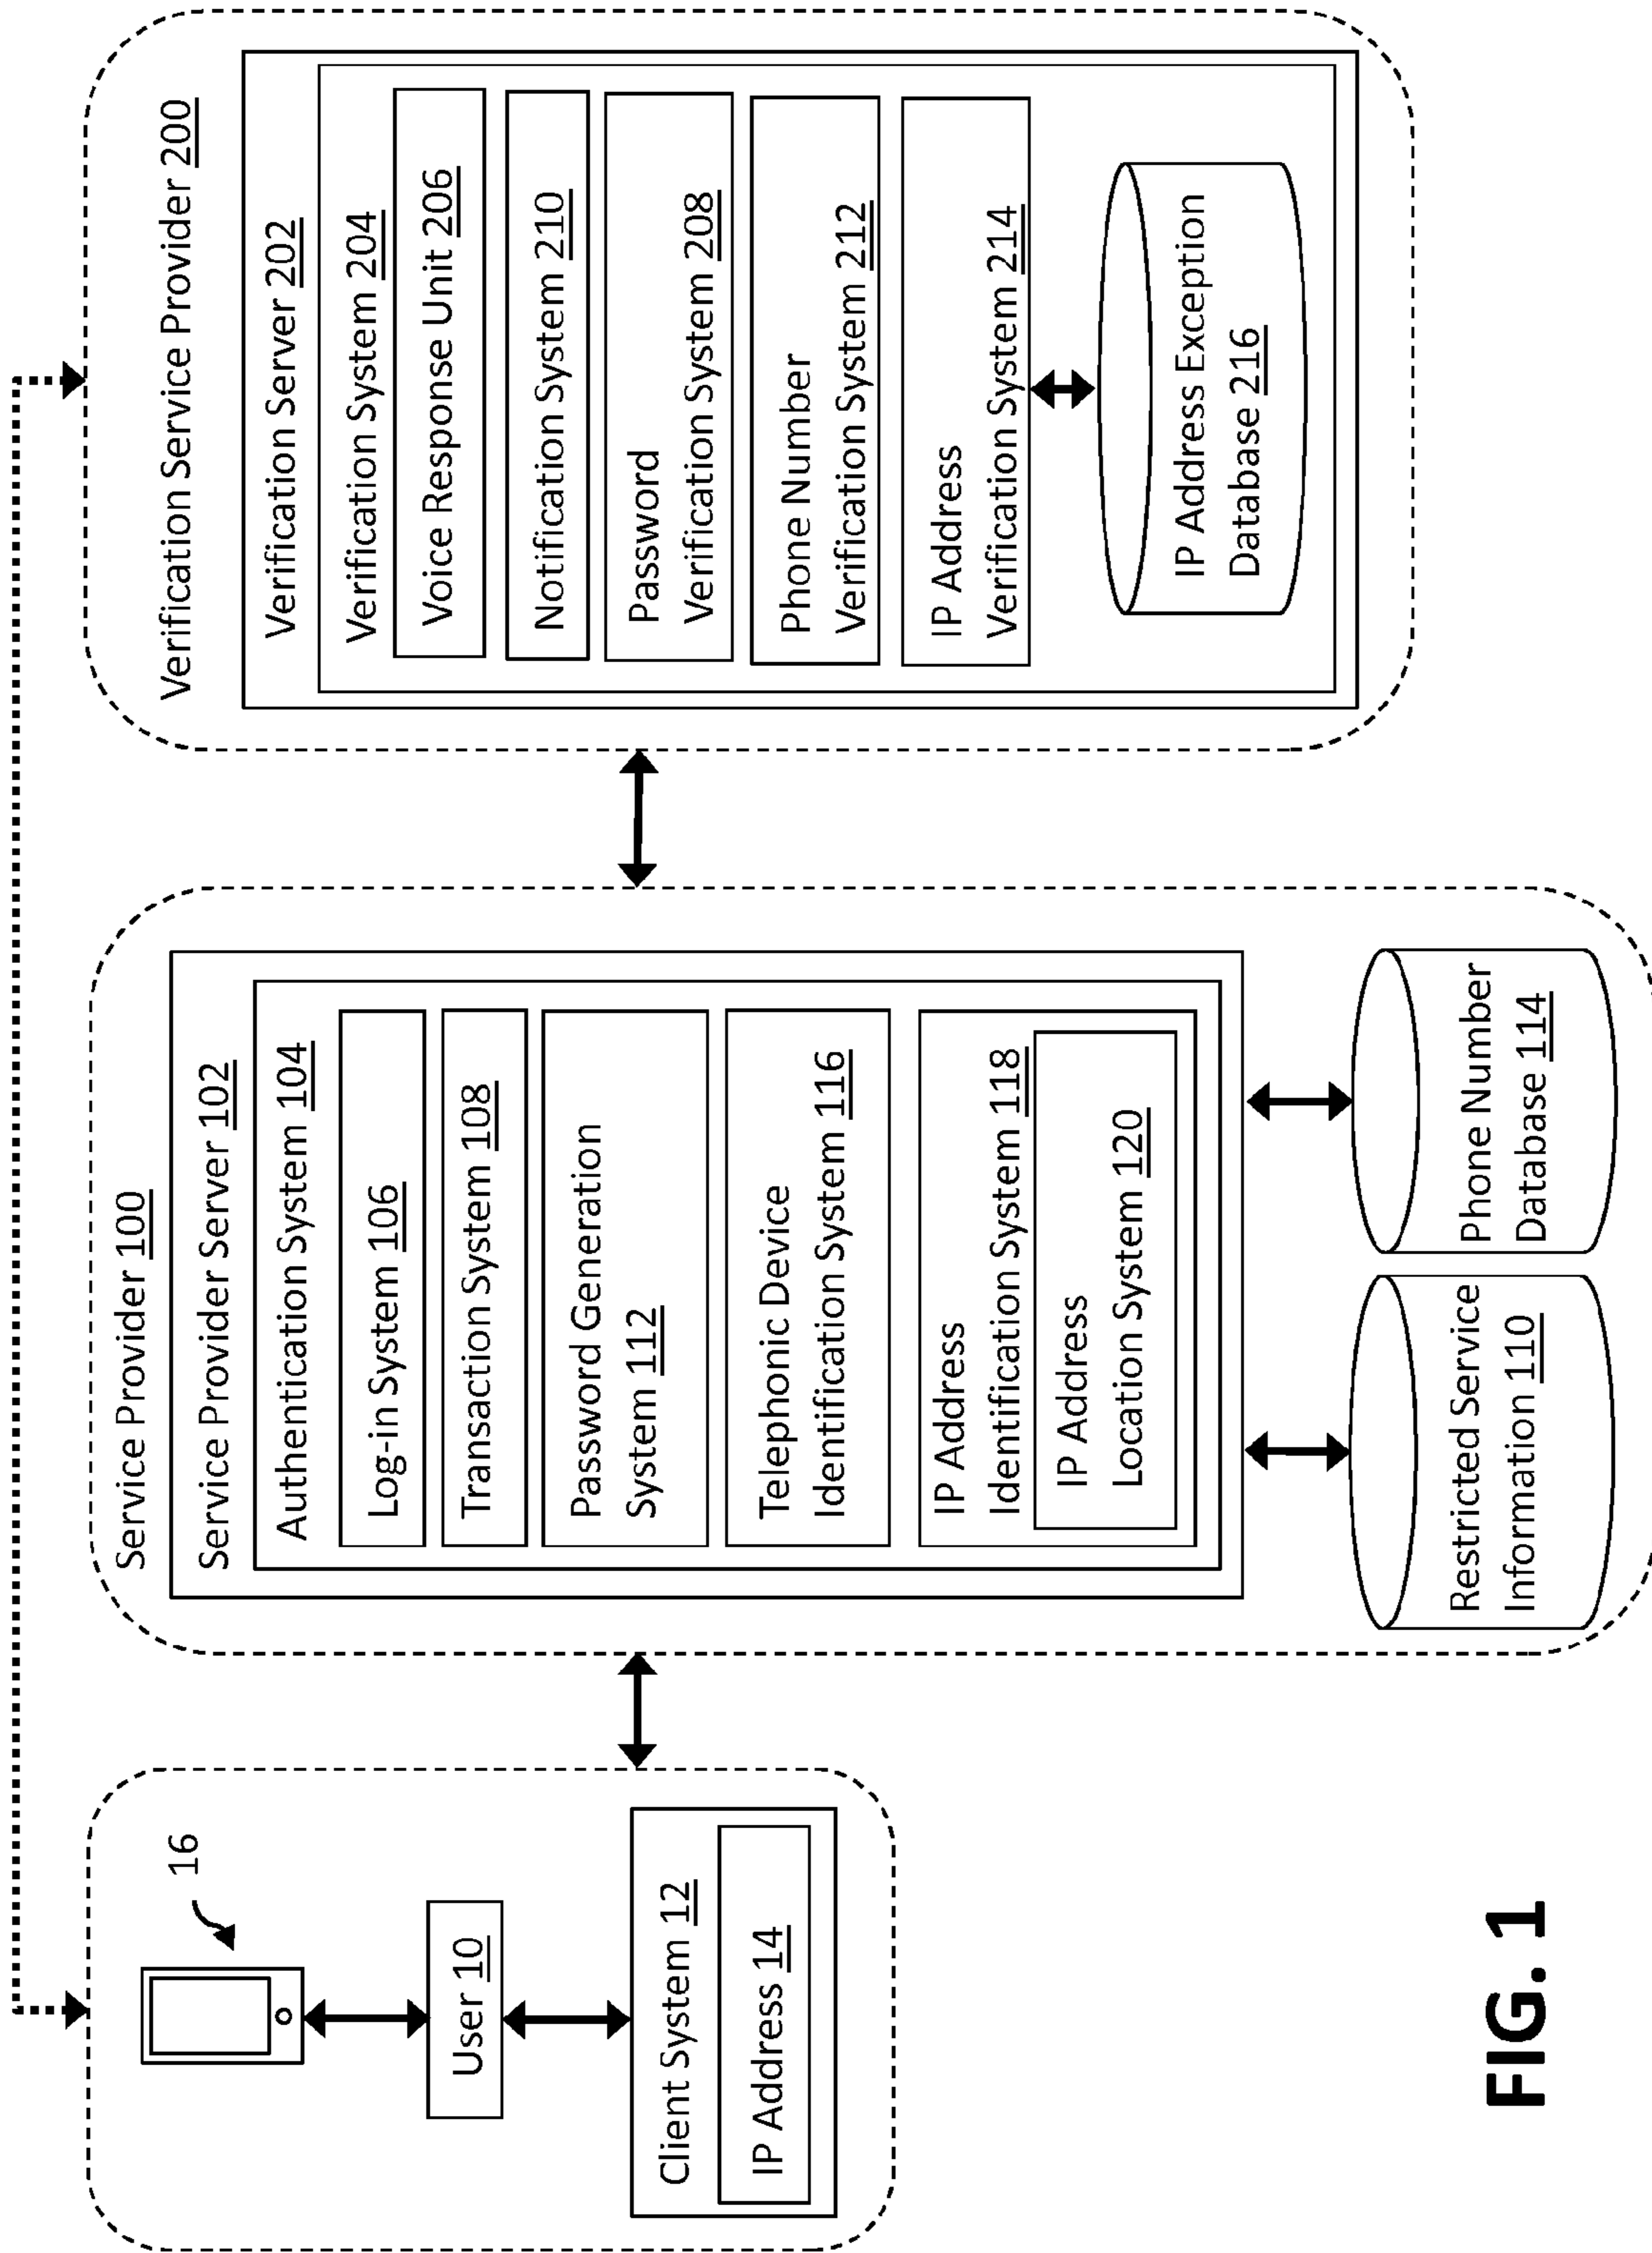 16
User 10
Client System 12
IP Address 14
Service Provider 100
Service Provider Server 102
Authentication System 104
Log-in System 106
Transaction System 108
Password Generation
System 112
Telephonic Device
Identification System 116
IP Address
Identification System 118
IP Address
Location System 120
Restricted Service
Information 110
Phone Number
Database 114
Verification Service Provider 200
Verification Server 202
Verification System 204
Voice Response Unit 206
Notification System 210
Password
Verification System 208
Phone Number
Verification System 212
IP Address
Verification System 214
IP Address Exception
Database 216
FIG. 1